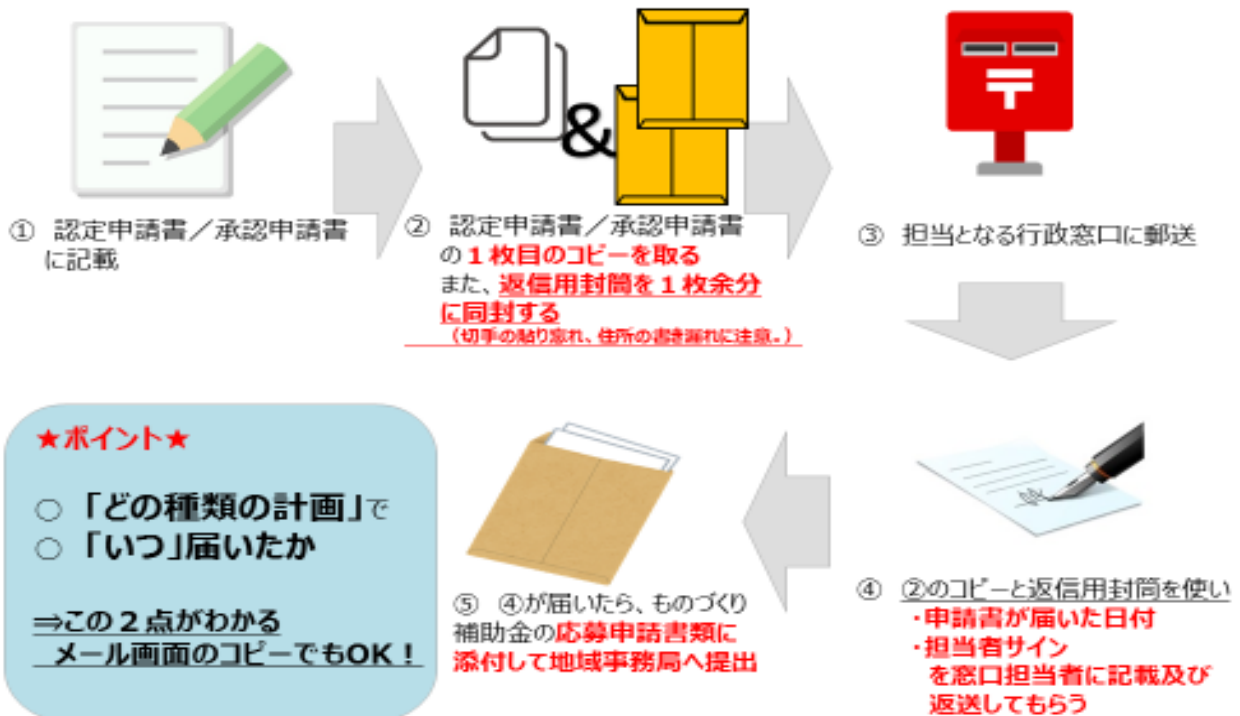 &
① 認定申請書／承認申請書
に記載
② 認定申請書／承認申請書
の１枚目のコピーを取る
また、返信用封筒を１枚余分
に同封する
（切手の貼り忘れ、住所の書き漏れに注意。）
③ 担当となる行政窓口に郵送
④ ②のコピーと返信用封筒を使い
・申請書が届いた日付
・担当者サイン
を窓口担当者に記載及び
返送してもらう
⑤ ④が届いたら、ものづくり
補助金の応募申請書類に
添付して地域事務局へ提出
★ポイント★
○ 「どの種類の計画」で
○ 「いつ」届いたか
⇒この２点がわかる
メール画面のコピーでもOK！